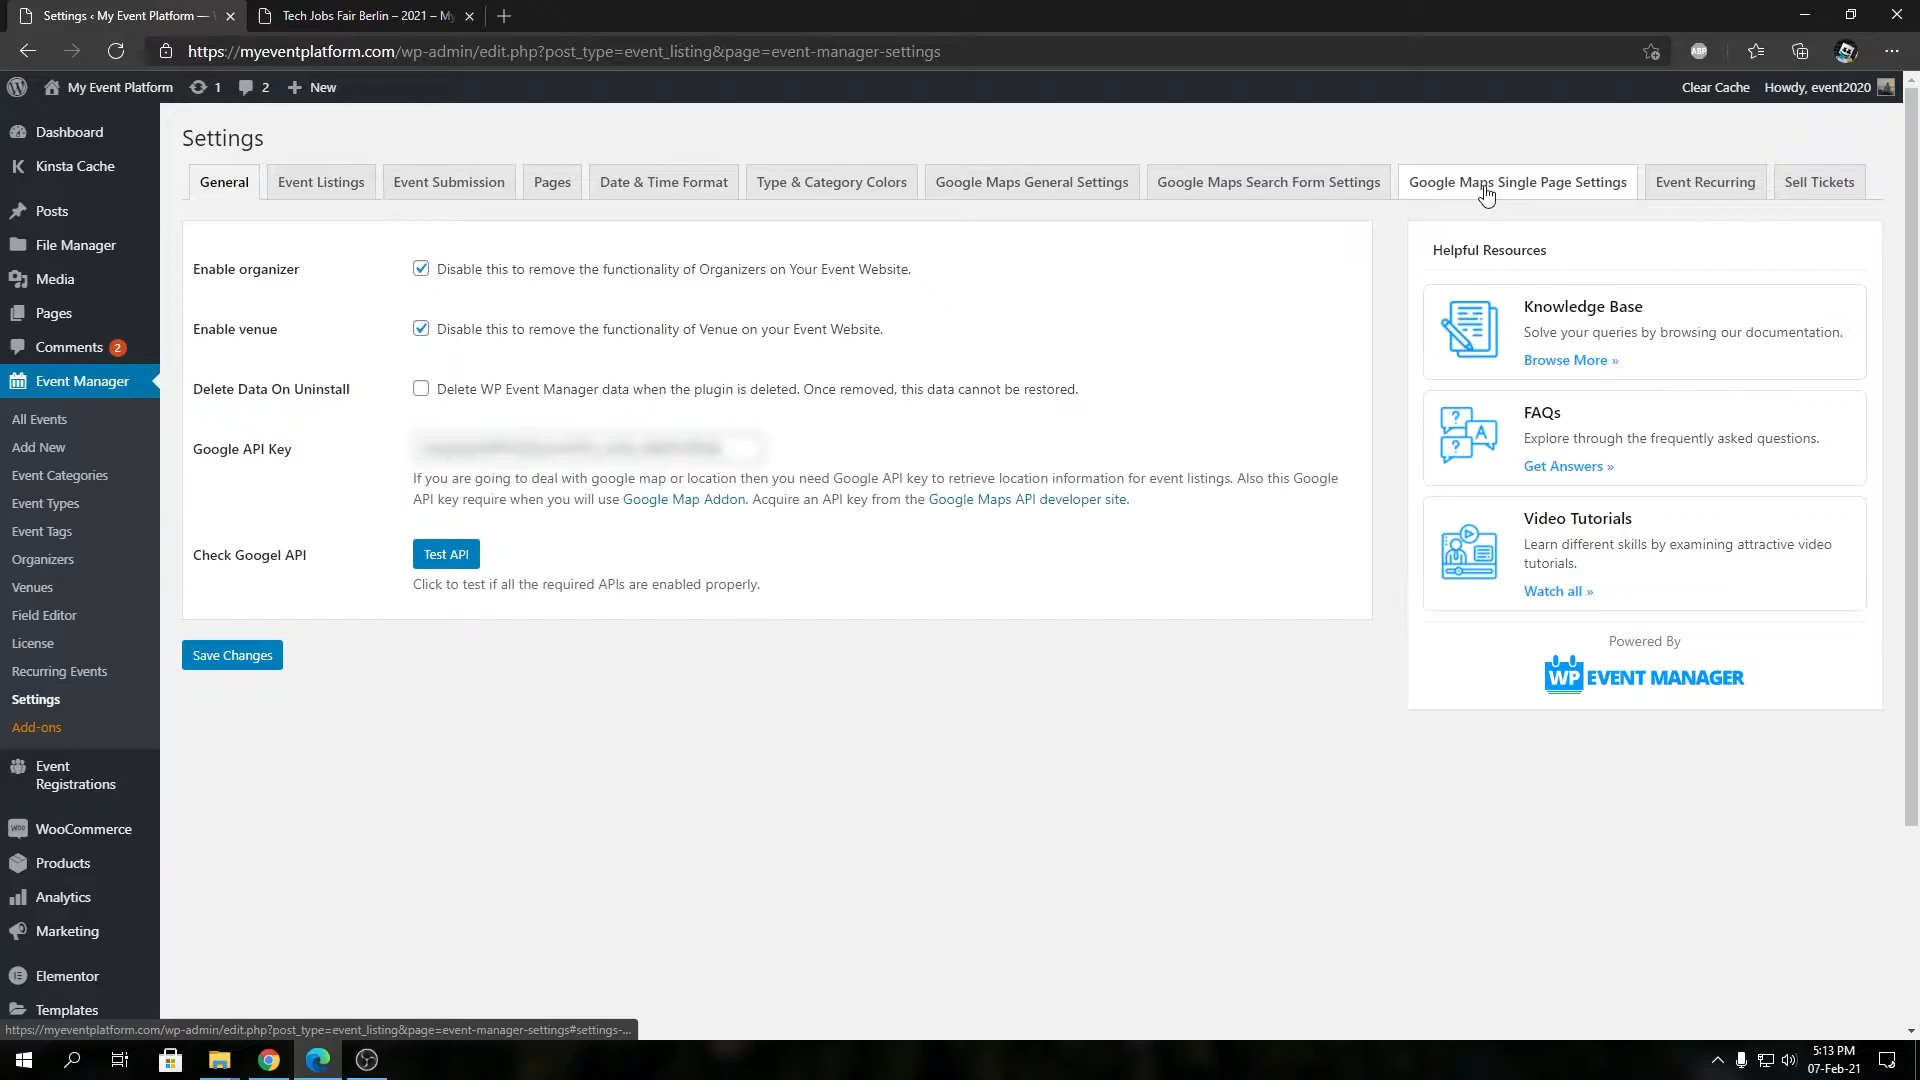 Settings ‹ My Event Platform —
Tech Jobs Fair Berlin – 2021 – My
https://myeventplatform.com/wp-admin/edit.php?post_type=event_listing&page=event-manager-settings
ABP
My Event Platform
1
2
New
Clear Cache
Howdy, event2020
Dashboard
Kinsta Cache
Posts
File Manager
Media
Pages
Comments 2
Event Manager
All Events
Add New
Event Categories
Event Types
Event Tags
Organizers
Venues
Field Editor
License
Recurring Events
Settings
Add-ons
Event
Registrations
WooCommerce
Products
Analytics
Marketing
Elementor
Templates
Settings
General
Event Listings
Event Submission
Pages
Date & Time Format
Type & Category Colors
Google Maps General Settings
Google Maps Search Form Settings
Google Maps Single Page Settings
Event Recurring
Sell Tickets
Enable organizer
Disable this to remove the functionality of Organizers on Your Event Website.
Enable venue
Disable this to remove the functionality of Venue on your Event Website.
Delete Data On Uninstall
Delete WP Event Manager data when the plugin is deleted. Once removed, this data cannot be restored.
Google API Key
If you are going to deal with google map or location then you need Google API key to retrieve location information for event listings. Also this Google
API key require when you will use Google Map Addon. Acquire an API key from the Google Maps API developer site.
Check Googel API
Test API
Click to test if all the required APIs are enabled properly.
Save Changes
Helpful Resources
Knowledge Base
Solve your queries by browsing our documentation.
Browse More »
FAQs
Explore through the frequently asked questions.
Get Answers »
Video Tutorials
Learn different skills by examining attractive video
tutorials.
Watch all »
Powered By
WP EVENT MANAGER
https://myeventplatform.com/wp-admin/edit.php?post_type=event_listing&page=event-manager-settings#settings-...
5:13 PM
07-Feb-21